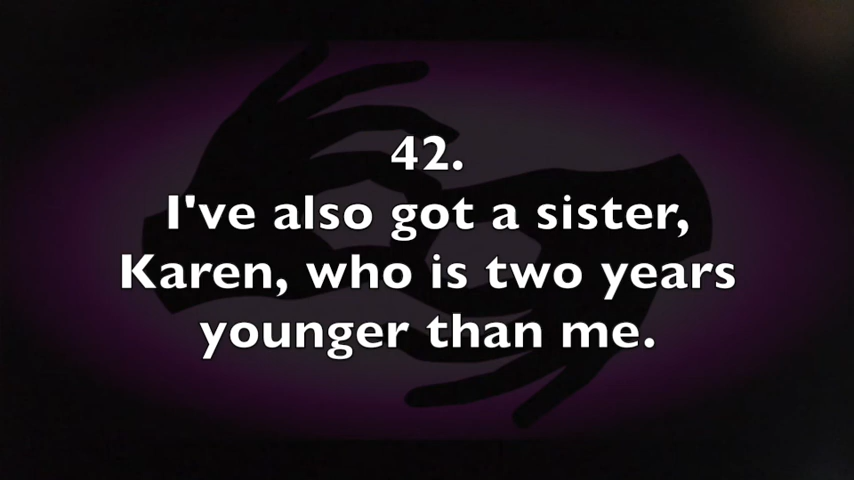 42.
I've also got a sister,
Karen, who is two years
younger than me.